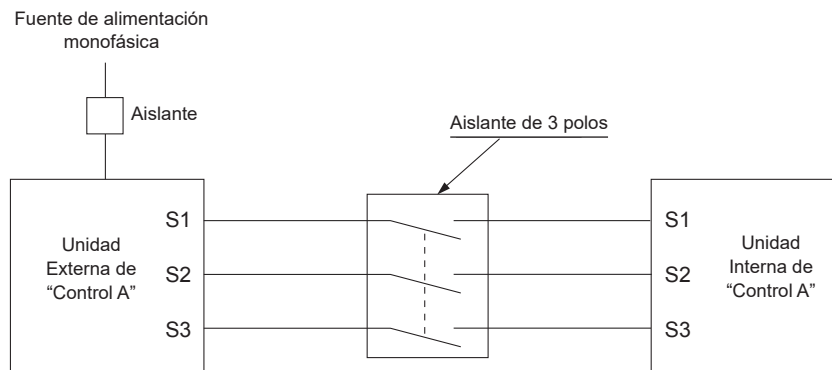 Fuente de alimentación
monofásica
Aislante
Aislante de 3 polos
Unidad
Externa de
“Control A”
S1
S2
S3
S1
S2
S3
Unidad
Interna de
“Control A”